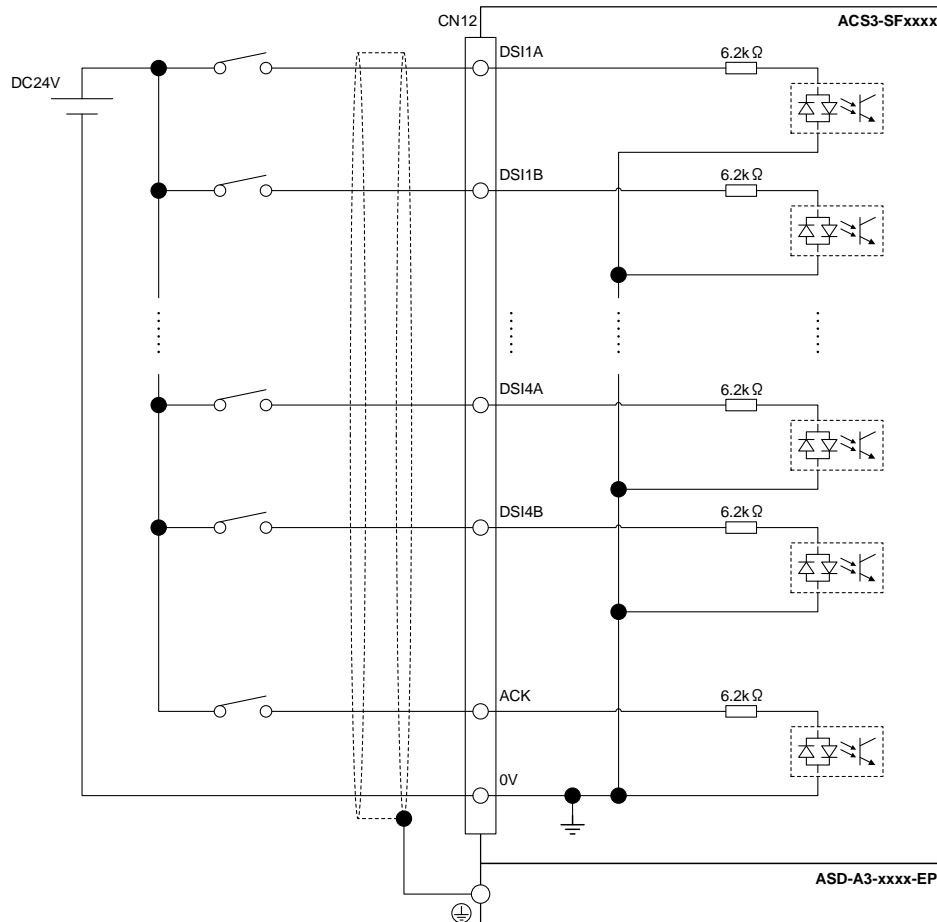 CN12
ACS3-SFxxxx
DSI1A
6.2kΩ
DC24V
DSI1B
6.2kΩ
DSI4A
6.2kΩ
DSI4B
6.2kΩ
ACK
6.2kΩ
0V
ASD-A3-xxxx-EP